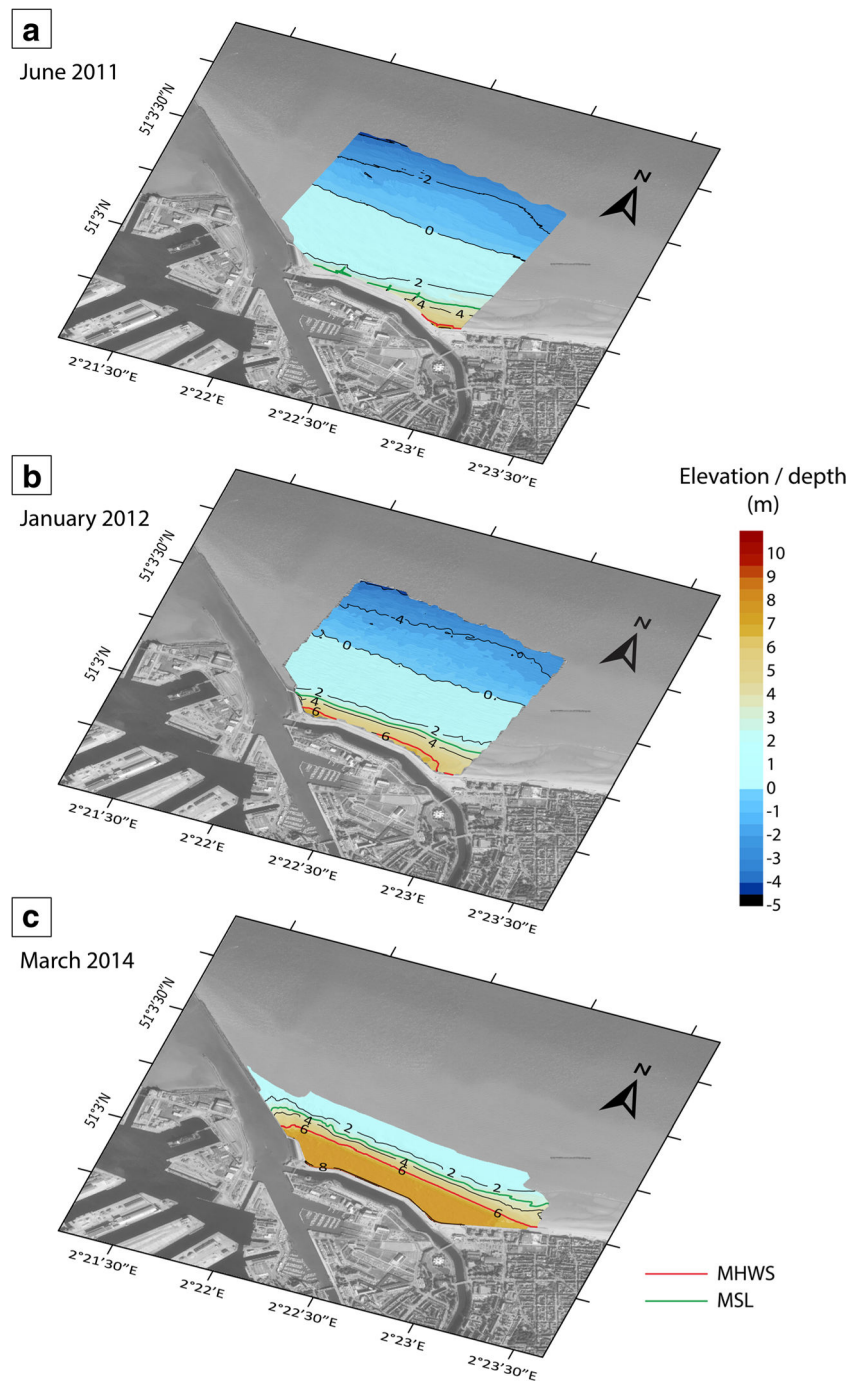 a
June 2011
N
51°3'30"N
51°3'N
-2
0
2
4
4
2°21'30"E
2°22'E
2°22'30"E
2°23'E
2°23'30"E
b
January 2012
N
51°3'30"N
51°3'N
-4
0
0
2
4
6
2
6
4
2°21'30"E
2°22'E
2°22'30"E
2°23'E
2°23'30"E
Elevation / depth
(m)
10
9
8
7
6
5
4
3
2
1
0
-1
-2
-3
-4
-5
c
March 2014
N
51°3'30"N
51°3'N
4
2
6
4
6
2
2
8
6
2°21'30"E
2°22'E
2°22'30"E
2°23'E
2°23'30"E
MHWS
MSL